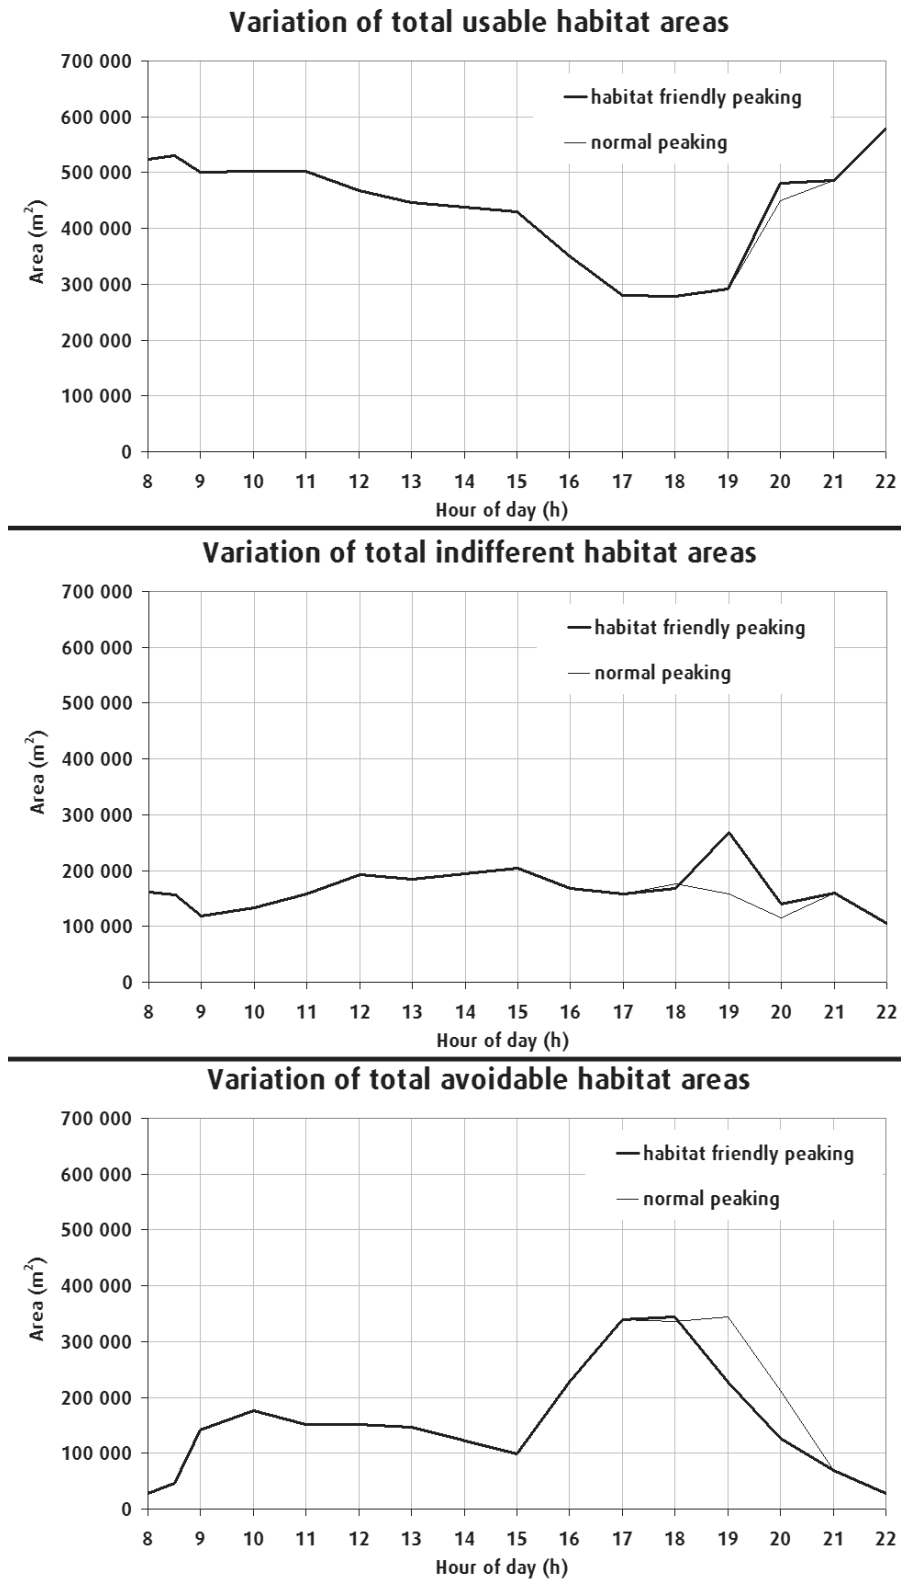 Variation of total usable habitat areas
700 000
600 000
500 000
400 000
300 000
200 000
100 000
0
Area (m²)
habitat friendly peaking
normal peaking
8 9 10 11 12 13 14 15 16 17 18 19 20 21 22
Hour of day (h)
Variation of total indifferent habitat areas
700 000
600 000
500 000
400 000
300 000
200 000
100 000
0
Area (m²)
habitat friendly peaking
normal peaking
8 9 10 11 12 13 14 15 16 17 18 19 20 21 22
Hour of day (h)
Variation of total avoidable habitat areas
700 000
600 000
500 000
400 000
300 000
200 000
100 000
0
Area (m²)
habitat friendly peaking
normal peaking
8 9 10 11 12 13 14 15 16 17 18 19 20 21 22
Hour of day (h)